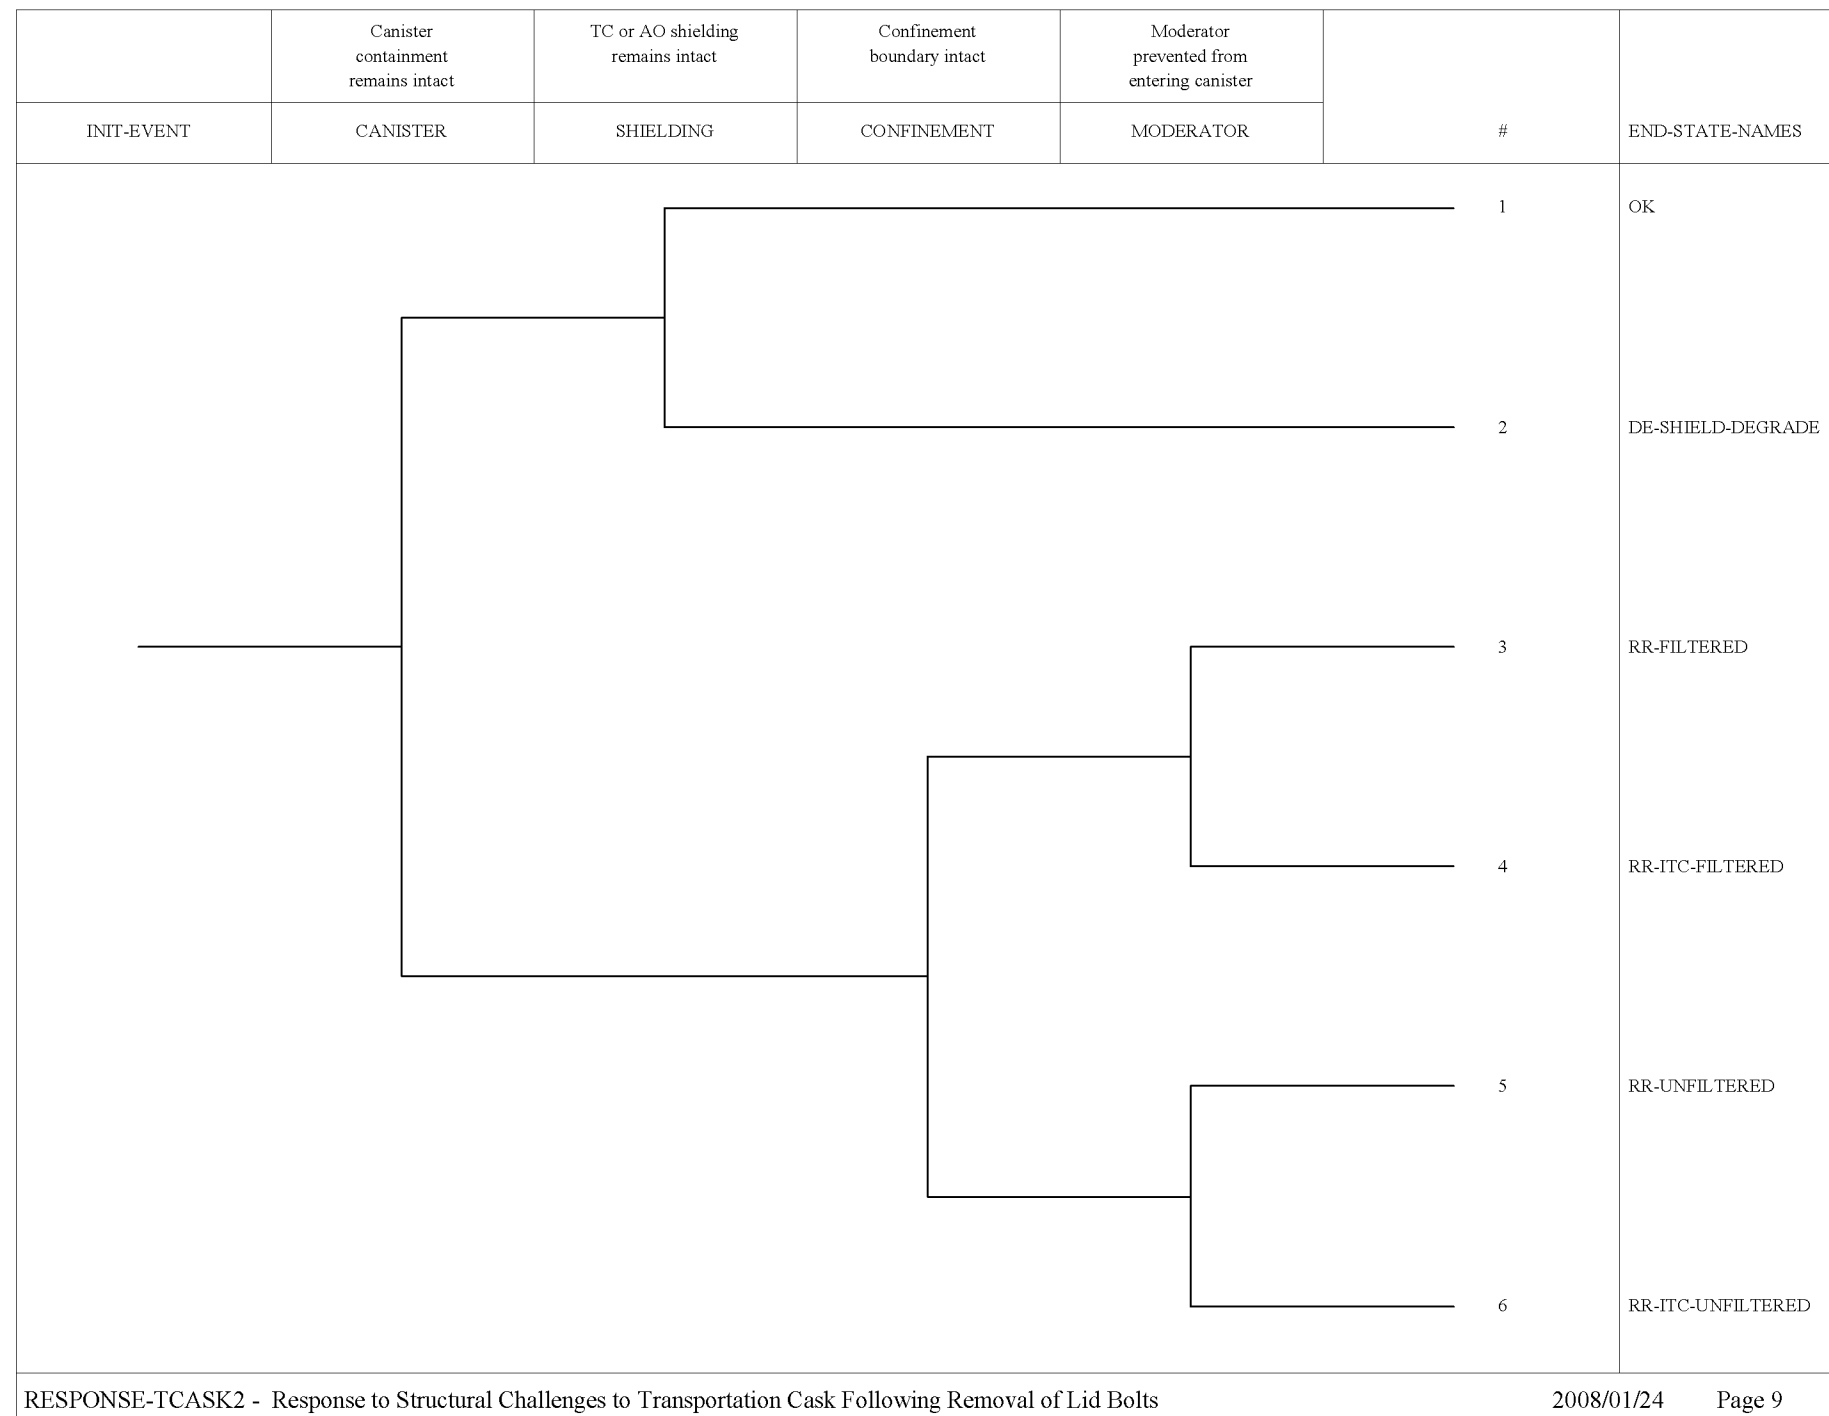 Canister
containment
remains intact
TC or AO shielding
remains intact
Confinement
boundary intact
Moderator
prevented from
entering canister
INIT-EVENT
CANISTER
SHIELDING
CONFINEMENT
MODERATOR
#
END-STATE-NAMES
1 OK
2 DE-SHIELD-DEGRADE
3 RR-FILTERED
4 RR-ITC-FILTERED
5 RR-UNFILTERED
6 RR-ITC-UNFILTERED
RESPONSE-TCASK2 - Response to Structural Challenges to Transportation Cask Following Removal of Lid Bolts 2008/01/24 Page 9